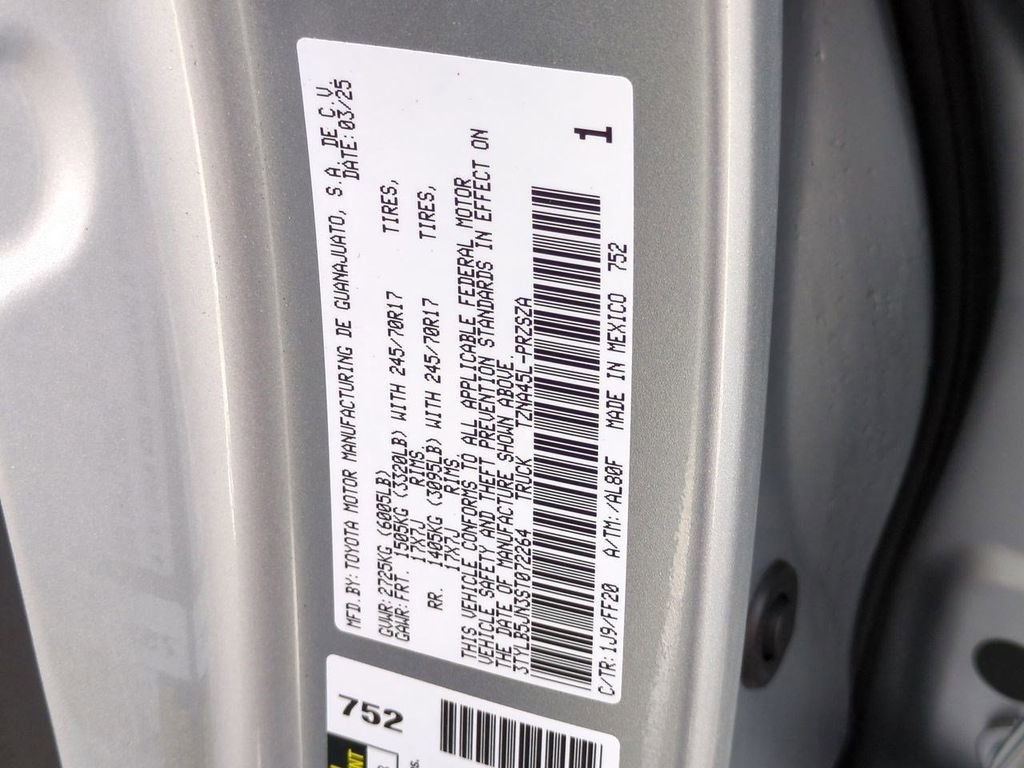 MFD.BY: TOYOTA MOTOR MANUFACTURING DE GUANAJUATO, S.A. DE C.V.
DATE: 03/25
GVWR: 2725KG (6005LB)
GAWR: FRT. 1505KG (3320LB) WITH 245/70R17 TIRES,
17X7J RIMS,
RR. 1405KG (3095LB) WITH 245/70R17 TIRES,
17X7J RIMS.
THIS VEHICLE CONFORMS TO ALL APPLICABLE FEDERAL MOTOR
VEHICLE SAFETY AND THEFT PREVENTION STANDARDS IN EFFECT ON
THE DATE OF MANUFACTURE SHOWN ABOVE.
3TYLB5JN5ST072264 TRUCK TZNA45L-PRZSZA
1
C/TR: 1J9/FF20 A/TM: /AL80F MADE IN MEXICO 752
752